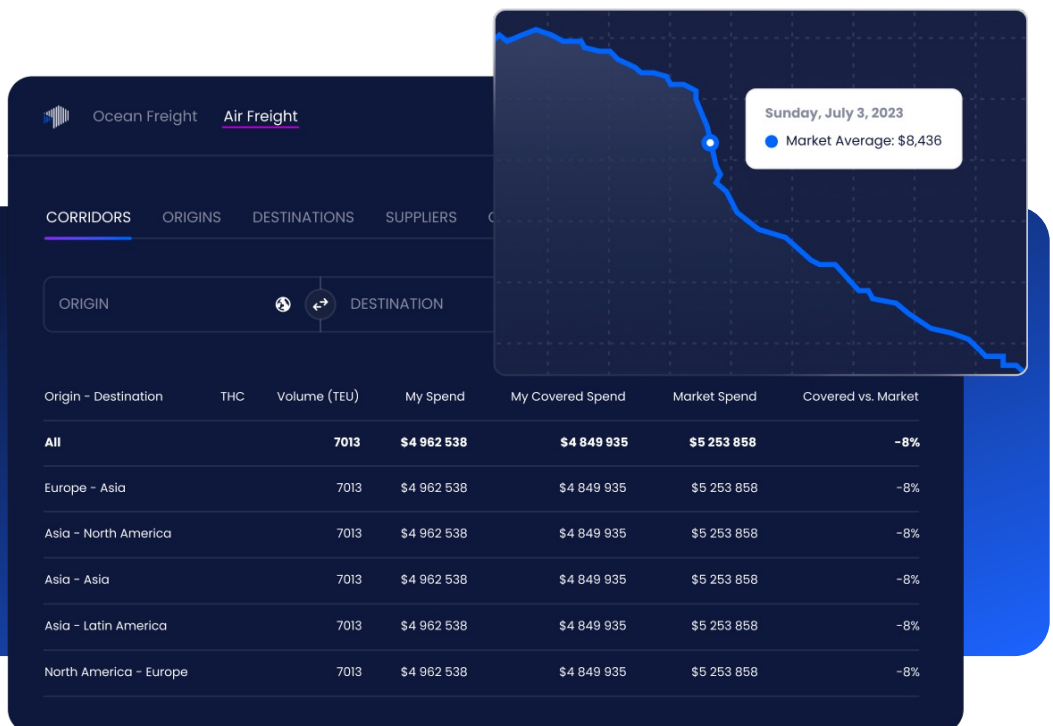 Ocean Freight Air Freight
Sunday, July 3, 2023
Market Average: $8,436
CORRIDORS ORIGINS DESTINATIONS SUPPLIERS
ORIGIN DESTINATION
Origin - Destination THC Volume (TEU) My Spend My Covered Spend Market Spend Covered vs. Market
All 7013 $4 962 538 $4 849 935 $5 253 858 -8%
Europe - Asia 7013 $4 962 538 $4 849 935 $5 253 858 -8%
Asia - North America 7013 $4 962 538 $4 849 935 $5 253 858 -8%
Asia - Asia 7013 $4 962 538 $4 849 935 $5 253 858 -8%
Asia - Latin America 7013 $4 962 538 $4 849 935 $5 253 858 -8%
North America - Europe 7013 $4 962 538 $4 849 935 $5 253 858 -8%